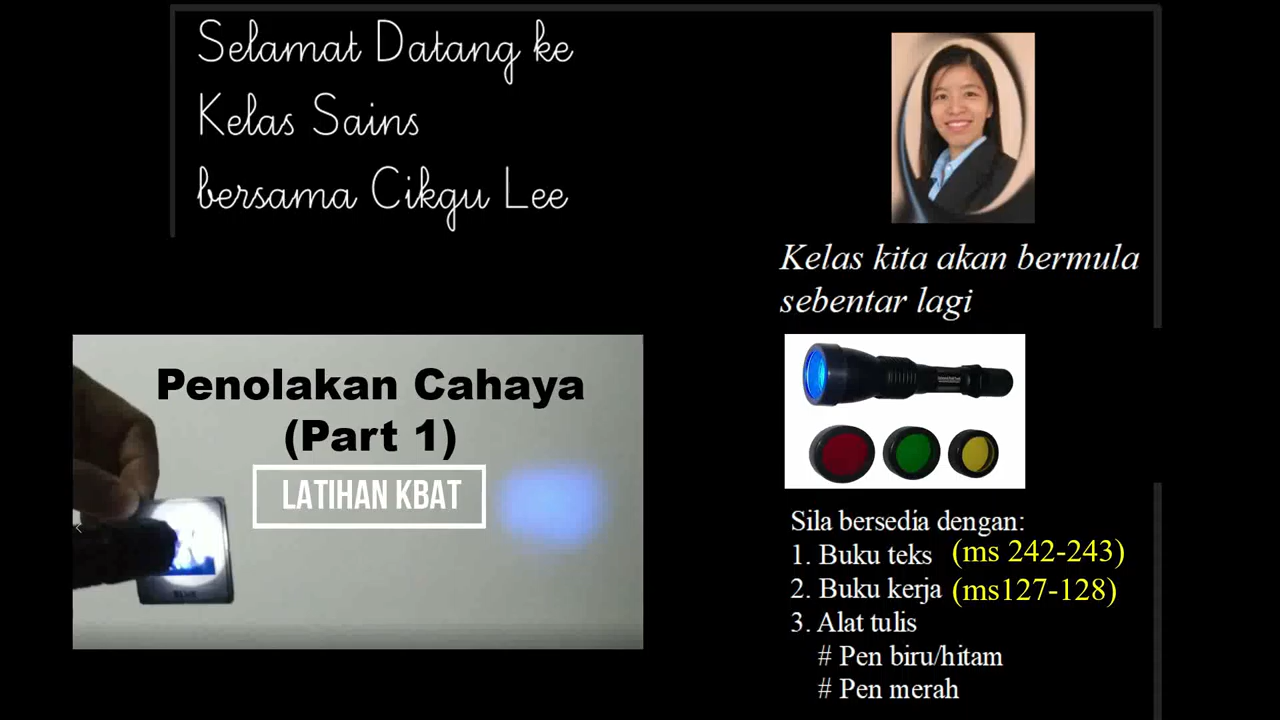 Selamat Datang ke
Kelas Sains
bersama Cikgu Lee
Kelas kita akan bermula
sebentar lagi
Penolakan Cahaya
(Part 1)
LATIHAN KBAT
Sila bersedia dengan:
1. Buku teks (ms 242-243)
2. Buku kerja (ms127-128)
3. Alat tulis
# Pen biru/hitam
# Pen merah